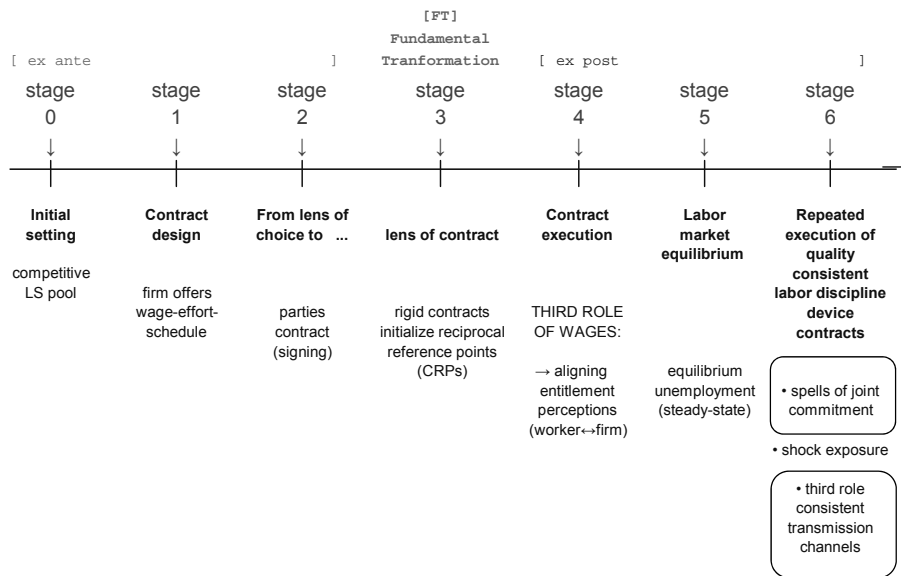 [FT]
Fundamental
Tranformation
[ ex ante ]
[ ex post ]
stage
0
↓
stage
1
↓
stage
2
↓
stage
3
↓
stage
4
↓
stage
5
↓
stage
6
↓
Initial
setting
competitive
LS pool
Contract
design
firm offers
wage-effort-
schedule
From lens of
choice to ...
parties
contract
(signing)
lens of contract
rigid contracts
initialize reciprocal
reference points
(CRPs)
Contract
execution
THIRD ROLE
OF WAGES:
→ aligning
entitlement
perceptions
(worker↔firm)
Labor
market
equilibrium
equilibrium
unemployment
(steady-state)
Repeated
execution of
quality
consistent
labor discipline
device
contracts
• spells of joint
commitment
• shock exposure
• third role
consistent
transmission
channels